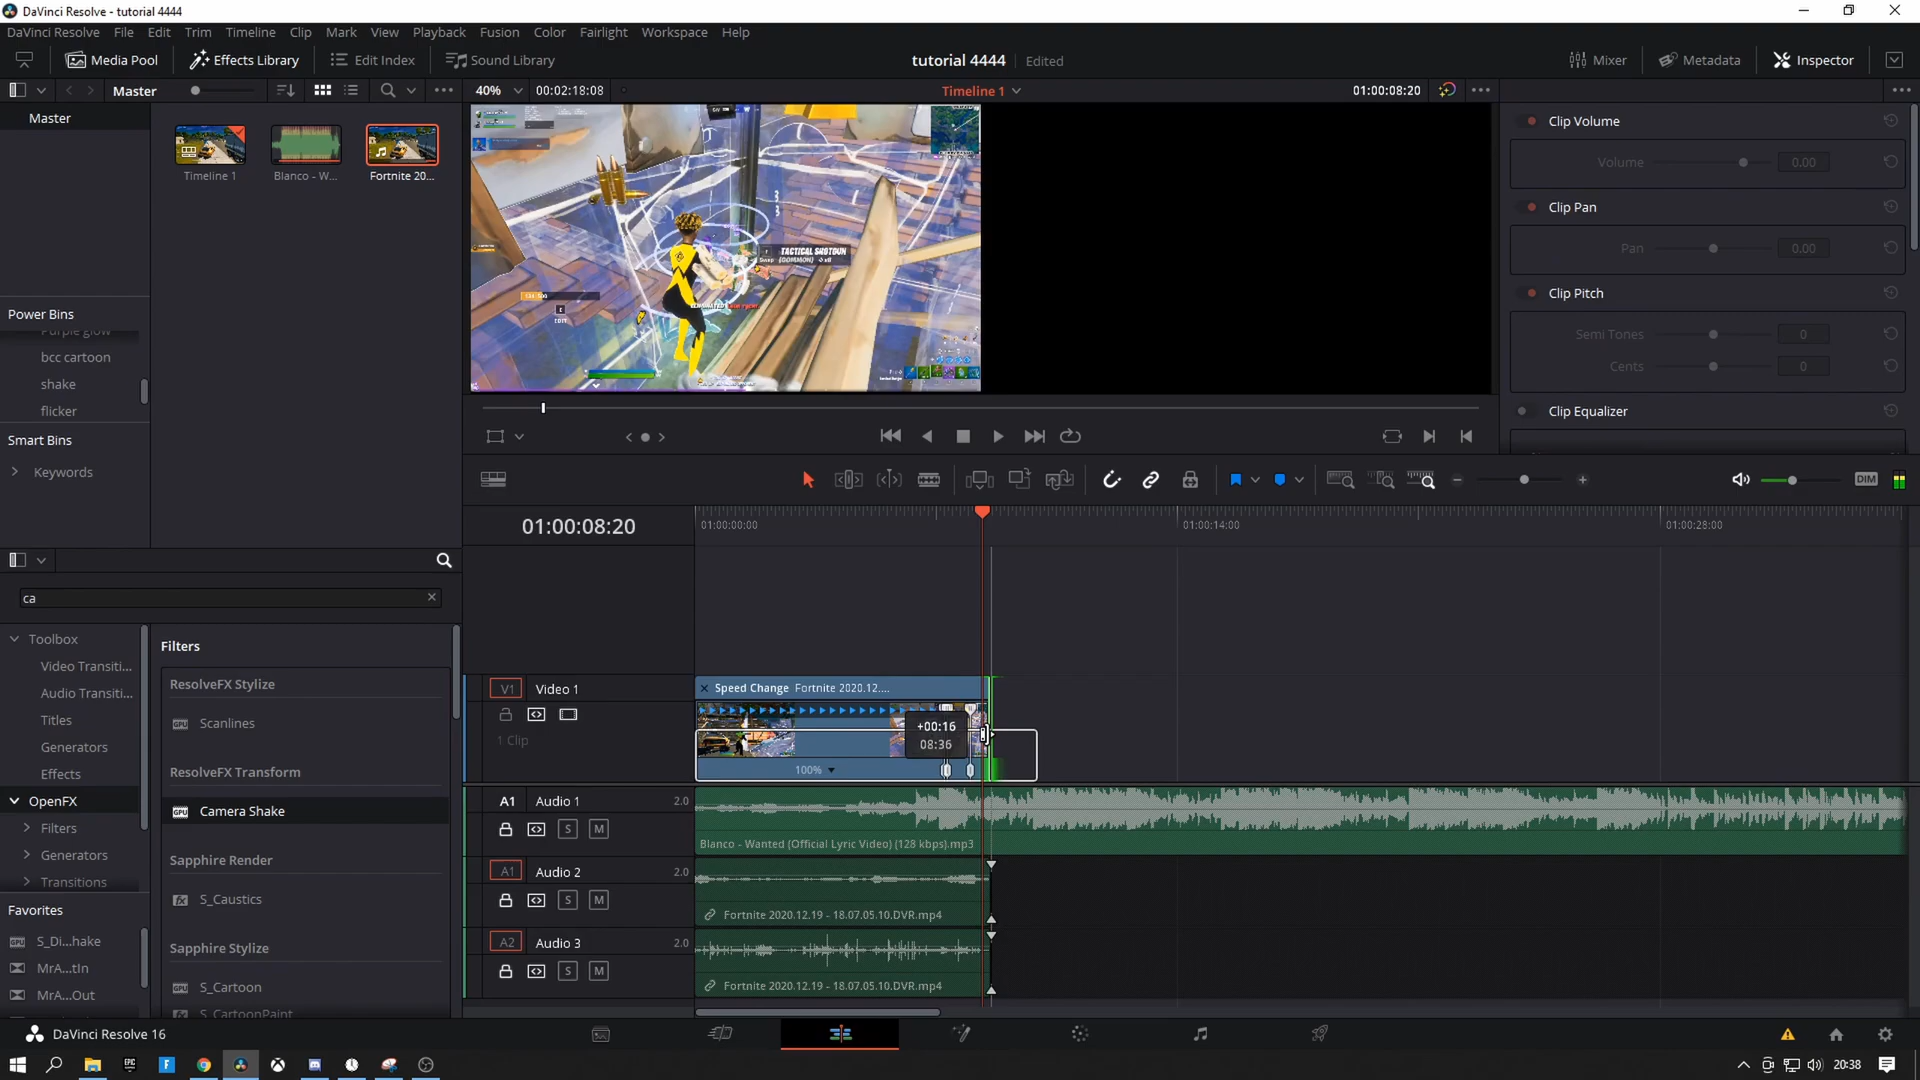 DaVinci Resolve - tutorial 4444
DaVinci Resolve File Edit Trim Timeline Clip Mark View Playback Fusion Color Fairlight Workspace Help
Media Pool Effects Library Edit Index Sound Library tutorial 4444 Edited Mixer Metadata Inspector
Master 40% 00:02:18:08 Timeline 1 01:00:08:20
Master
Timeline 1 Blanco - W... Fortnite 20...
TACTICAL SHOTGUN
EDIT
Clip Volume
Volume 0.00
Clip Pan
Pan 0.00
Clip Pitch
Semi Tones 0
Cents 0
Clip Equalizer
Power Bins
Purple glow
bcc cartoon
shake
flicker
Smart Bins
Keywords
DIM
01:00:08:20 01:00:00:00 01:00:14:00 01:00:28:00
ca
Toolbox
Video Transiti...
Audio Transiti...
Titles
Generators
Effects
OpenFX
Filters
Generators
Transitions
Favorites
S_Di...hake
MrA...tIn
MrA...Out
Filters
ResolveFX Stylize
Scanlines
ResolveFX Transform
Camera Shake
Sapphire Render
S_Caustics
Sapphire Stylize
S_Cartoon
S_CartoonPaint
V1 Video 1
1 Clip
Speed Change Fortnite 2020.12....
+00:16
08:36
100%
A1 Audio 1 2.0
S M
Blanco - Wanted (Official Lyric Video) (128 kbps).mp3
A1 Audio 2 2.0
S M
Fortnite 2020.12.19 - 18.07.05.10.DVR.mp4
A2 Audio 3 2.0
S M
Fortnite 2020.12.19 - 18.07.05.10.DVR.mp4
DaVinci Resolve 16
EPIC
20:38